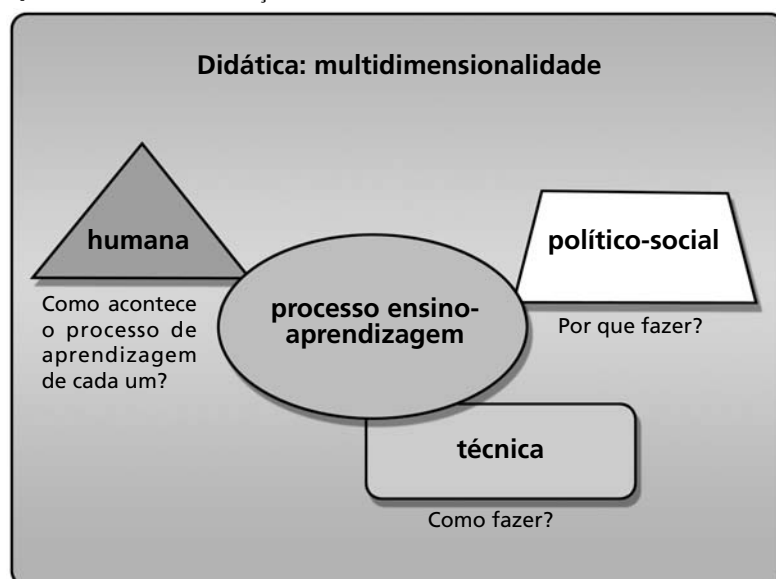 Didática: multidimensionalidade
humana
Como acontece
o processo de
aprendizagem
de cada um?
processo ensino-
aprendizagem
político-social
Por que fazer?
técnica
Como fazer?